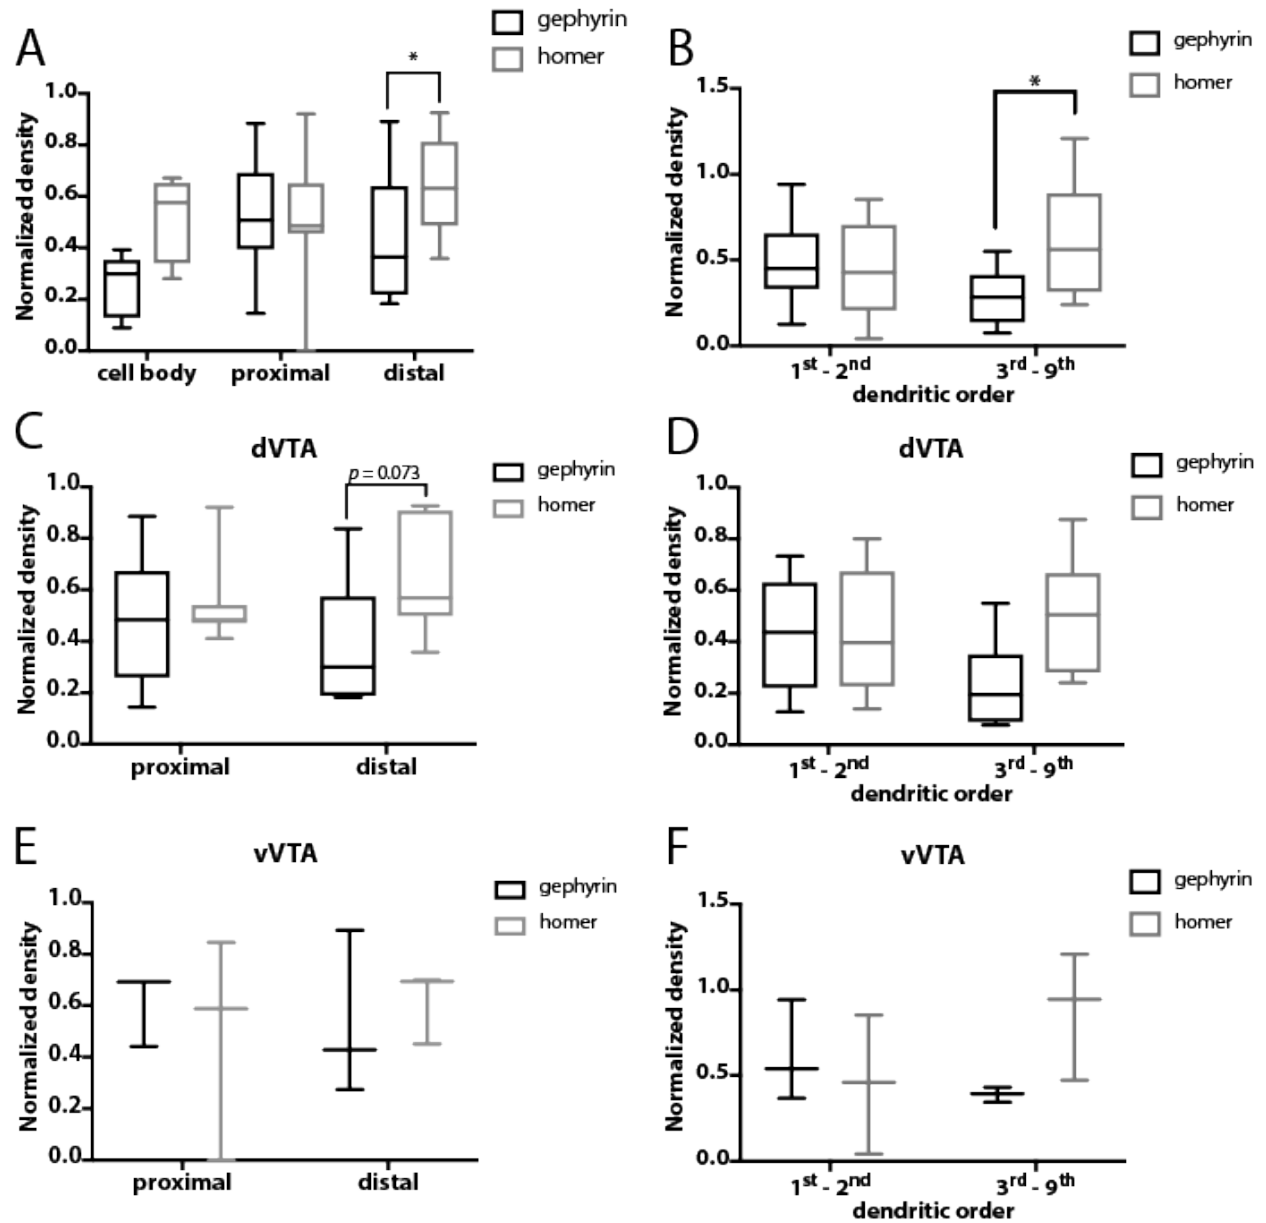 A
gephyrin
homer
*
Normalized density
1.0
0.8
0.6
0.4
0.2
0.0
cell body proximal distal
B
gephyrin
homer
*
Normalized density
1.5
1.0
0.5
0.0
1st - 2nd 3rd - 9th
dendritic order
C
dVTA
gephyrin
homer
p = 0.073
Normalized density
1.0
0.8
0.6
0.4
0.2
0.0
proximal distal
D
dVTA
gephyrin
homer
Normalized density
1.0
0.8
0.6
0.4
0.2
0.0
1st - 2nd 3rd - 9th
dendritic order
E
vVTA
gephyrin
homer
Normalized density
1.0
0.8
0.6
0.4
0.2
0.0
proximal distal
F
vVTA
gephyrin
homer
Normalized density
1.5
1.0
0.5
0.0
1st - 2nd 3rd - 9th
dendritic order